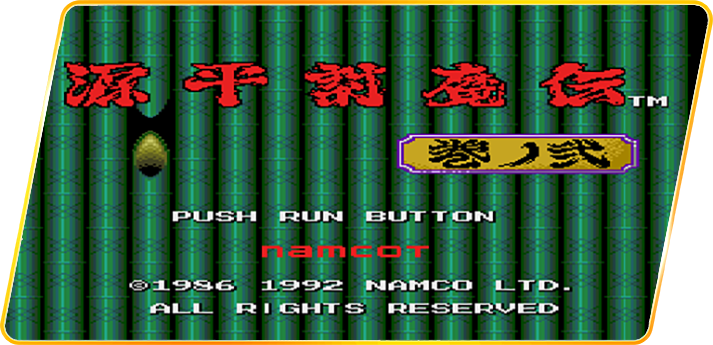 源平討魔伝™
巻ノ弐
PUSH RUN BUTTON
namcot
©1986 1992 NAMCO LTD.
ALL RIGHTS RESERVED